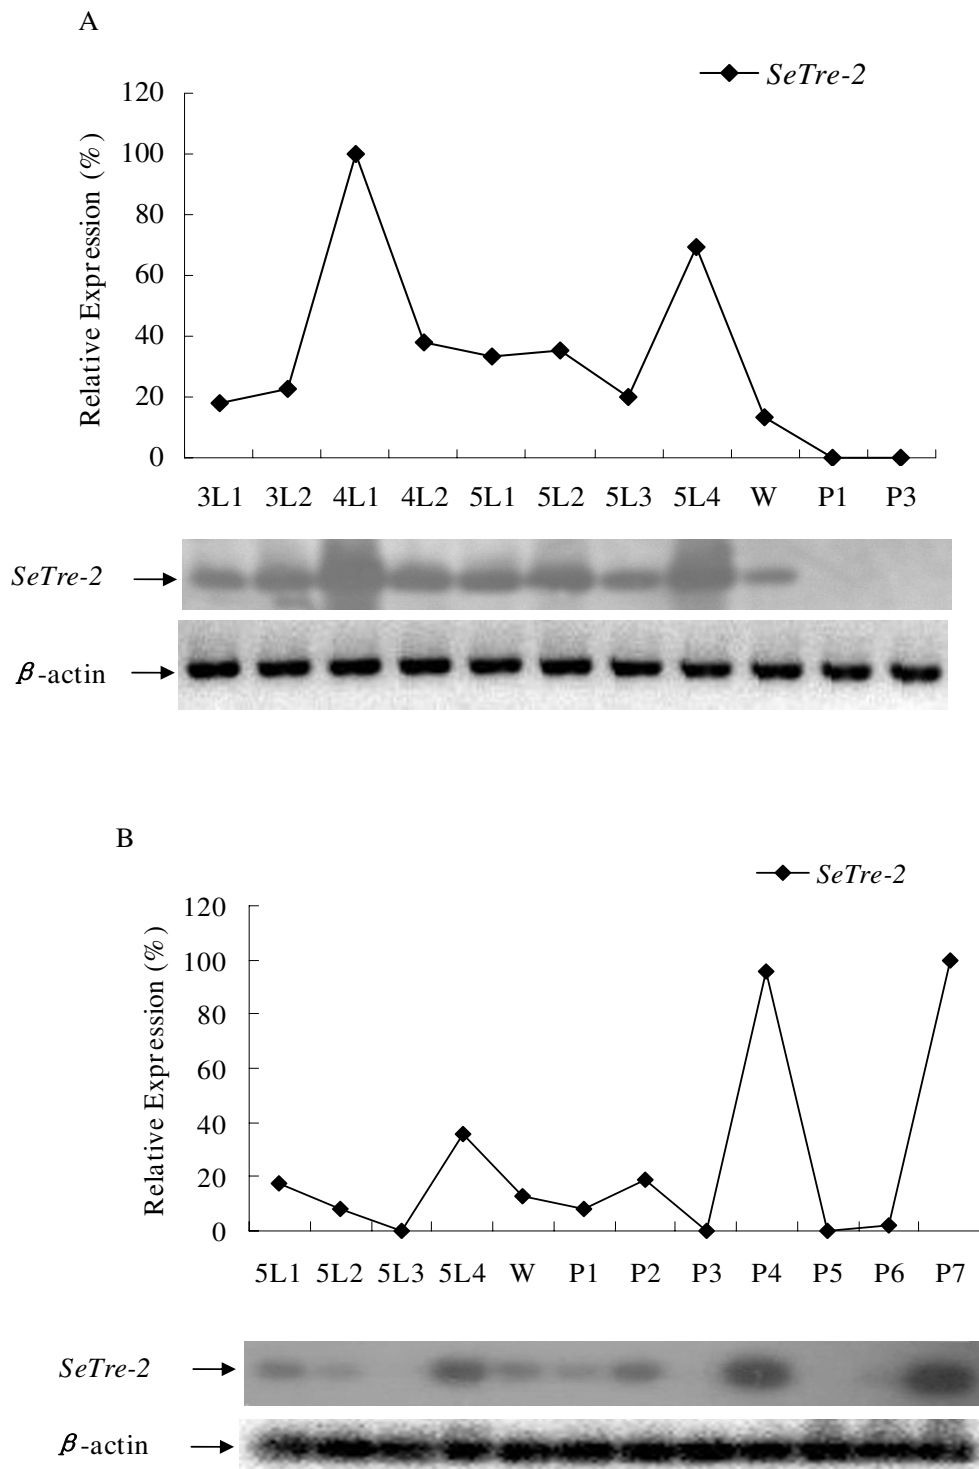 A
SeTre-2
Relative Expression (%)
120
100
80
60
40
20
0
3L1 3L2 4L1 4L2 5L1 5L2 5L3 5L4 W P1 P3
SeTre-2
β-actin
B
SeTre-2
Relative Expression (%)
120
100
80
60
40
20
0
5L1 5L2 5L3 5L4 W P1 P2 P3 P4 P5 P6 P7
SeTre-2
β-actin